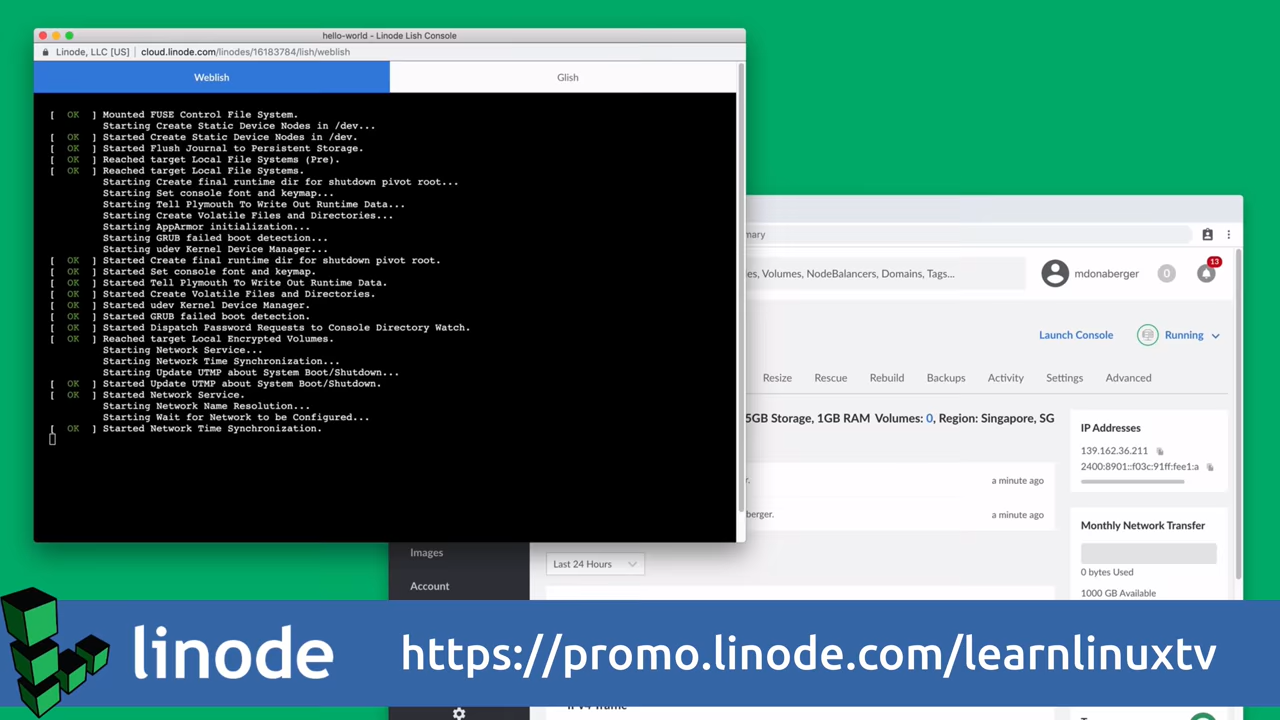 hello-world - Linode Lish Console
Linode, LLC [US] | cloud.linode.com/linodes/16183784/lish/weblish
Weblish
Glish
[ OK ] Mounted FUSE Control File System.
Starting Create Static Device Nodes in /dev...
[ OK ] Started Create Static Device Nodes in /dev.
[ OK ] Started Flush Journal to Persistent Storage.
[ OK ] Reached target Local File Systems (Pre).
[ OK ] Reached target Local File Systems.
Starting Create final runtime dir for shutdown pivot root...
Starting Set console font and keymap...
Starting Tell Plymouth To Write Out Runtime Data...
Starting Create Volatile Files and Directories...
Starting AppArmor initialization...
Starting GRUB failed boot detection...
Starting udev Kernel Device Manager...
[ OK ] Started Create final runtime dir for shutdown pivot root.
[ OK ] Started Set console font and keymap.
[ OK ] Started Tell Plymouth To Write Out Runtime Data.
[ OK ] Started Create Volatile Files and Directories.
[ OK ] Started udev Kernel Device Manager.
[ OK ] Started GRUB failed boot detection.
[ OK ] Started Dispatch Password Requests to Console Directory Watch.
[ OK ] Reached target Local Encrypted Volumes.
Starting Network Service...
Starting Network Time Synchronization...
Starting Update UTMP about System Boot/Shutdown...
[ OK ] Started Update UTMP about System Boot/Shutdown.
[ OK ] Started Network Service.
Starting Network Name Resolution...
Starting Wait for Network to be Configured...
[ OK ] Started Network Time Synchronization.
mary
es, Volumes, NodeBalancers, Domains, Tags...
mdonaberger
0
13
Launch Console
Running
Resize Rescue Rebuild Backups Activity Settings Advanced
5GB Storage, 1GB RAM Volumes: 0, Region: Singapore, SG
IP Addresses
139.162.36.211
2400:8901::f03c:91ff:fee1:a
r. a minute ago
berger. a minute ago
Monthly Network Transfer
0 bytes Used
1000 GB Available
Images
Last 24 Hours
Account
linode
https://promo.linode.com/learnlinuxtv